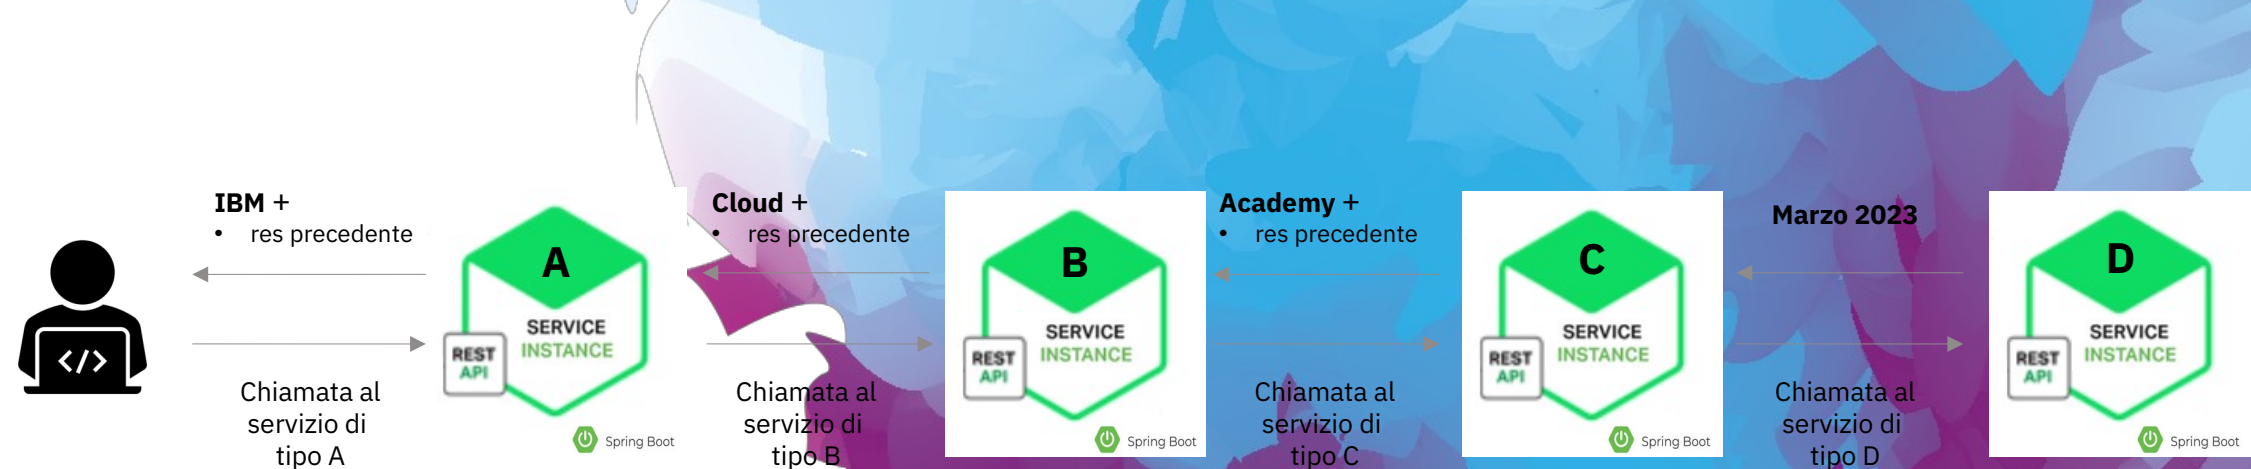 IBM +
• res precedente
</>
Chiamata al
servizio di
tipo A
A
SERVICE
INSTANCE
REST
API
Spring Boot
Cloud +
• res precedente
Chiamata al
servizio di
tipo B
B
SERVICE
INSTANCE
REST
API
Spring Boot
Academy +
• res precedente
Chiamata al
servizio di
tipo C
C
SERVICE
INSTANCE
REST
API
Spring Boot
Marzo 2023
Chiamata al
servizio di
tipo D
D
SERVICE
INSTANCE
REST
API
Spring Boot